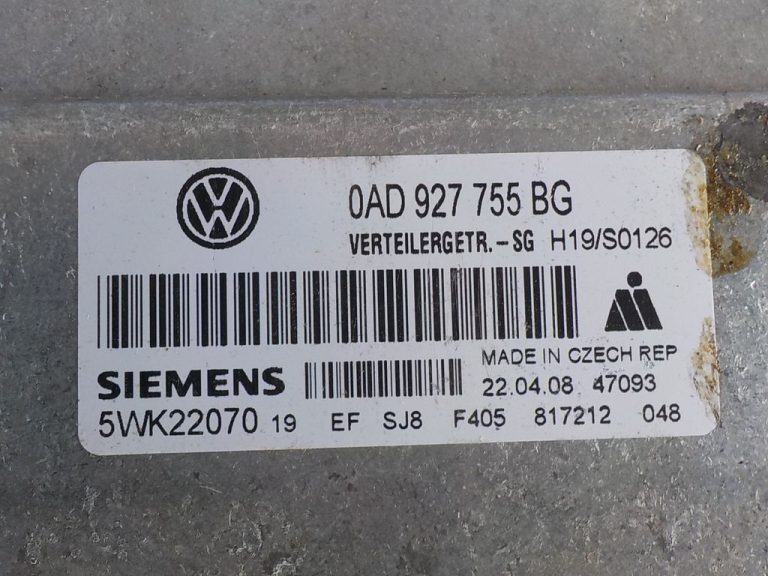 0AD 927 755 BG
VERTEILERGETR.-SG H19/S0126
MADE IN CZECH REP
SIEMENS 22.04.08 47093
5WK22070 19 EF SJ8 F405 817212 048